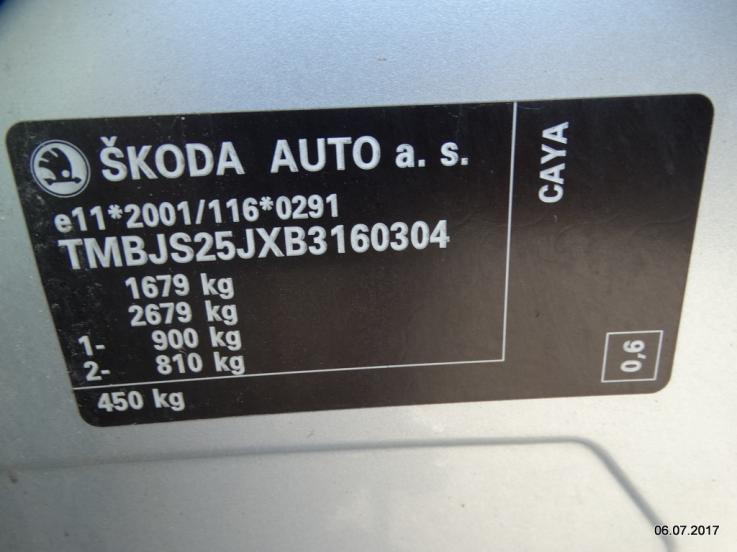 ŠKODA AUTO a. s.
e11*2001/116*0291
TMBJS25JXB3160304
1679 kg
2679 kg
1- 900 kg
2- 810 kg
450 kg
CAYA
0,6
06.07.2017